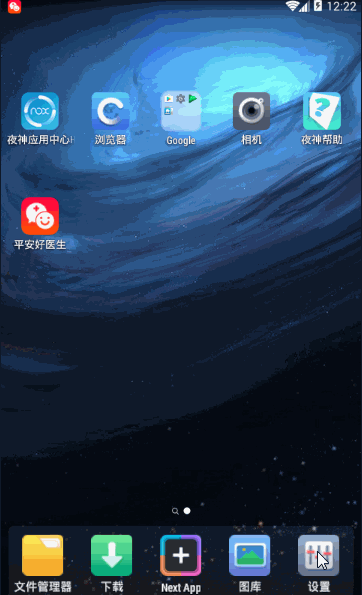 12:22
nox
夜神应用中心
浏览器
Google
相机
夜神帮助
平安好医生
文件管理器
下载
Next App
图库
设置